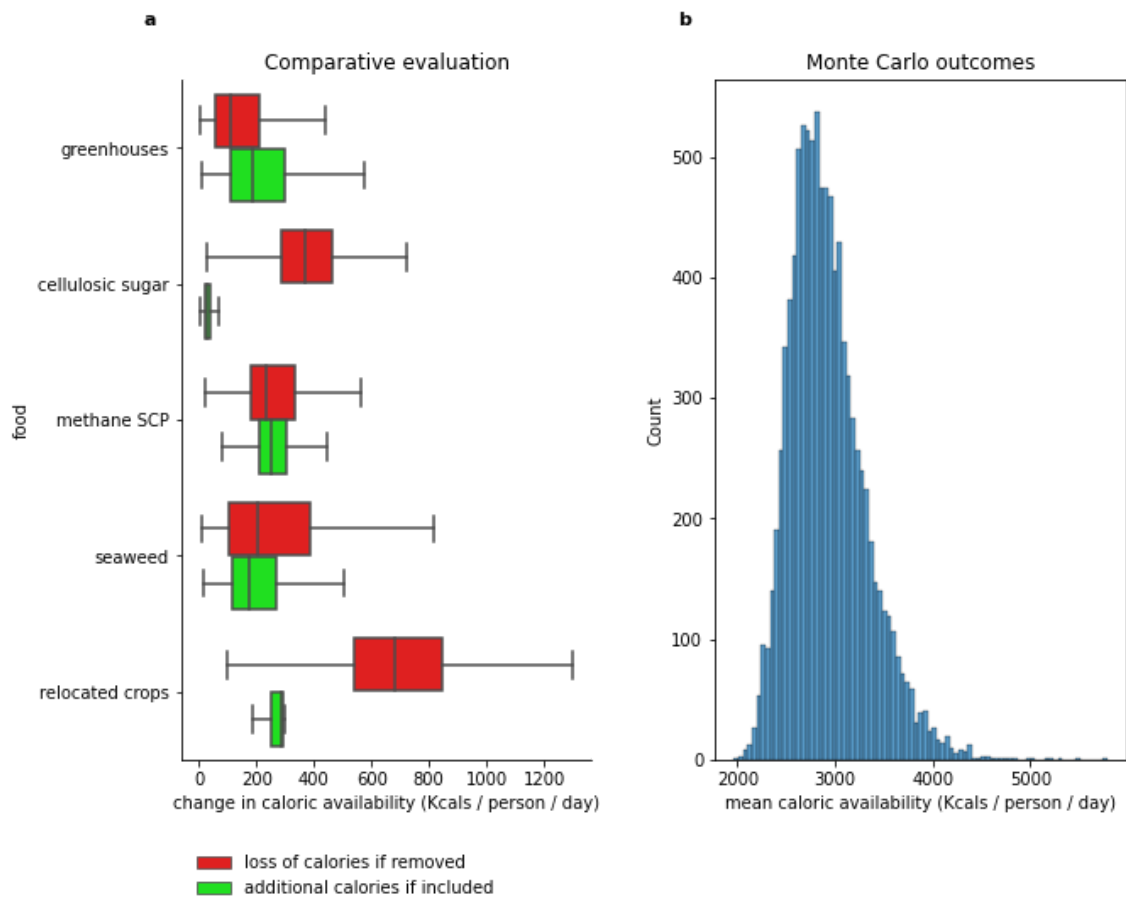 a
Comparative evaluation
food
greenhouses
cellulosic sugar
methane SCP
seaweed
relocated crops
0 200 400 600 800 1000 1200
change in caloric availability (Kcals / person / day)
loss of calories if removed
additional calories if included
b
Monte Carlo outcomes
Count
500
400
300
200
100
0
2000 3000 4000 5000
mean caloric availability (Kcals / person / day)